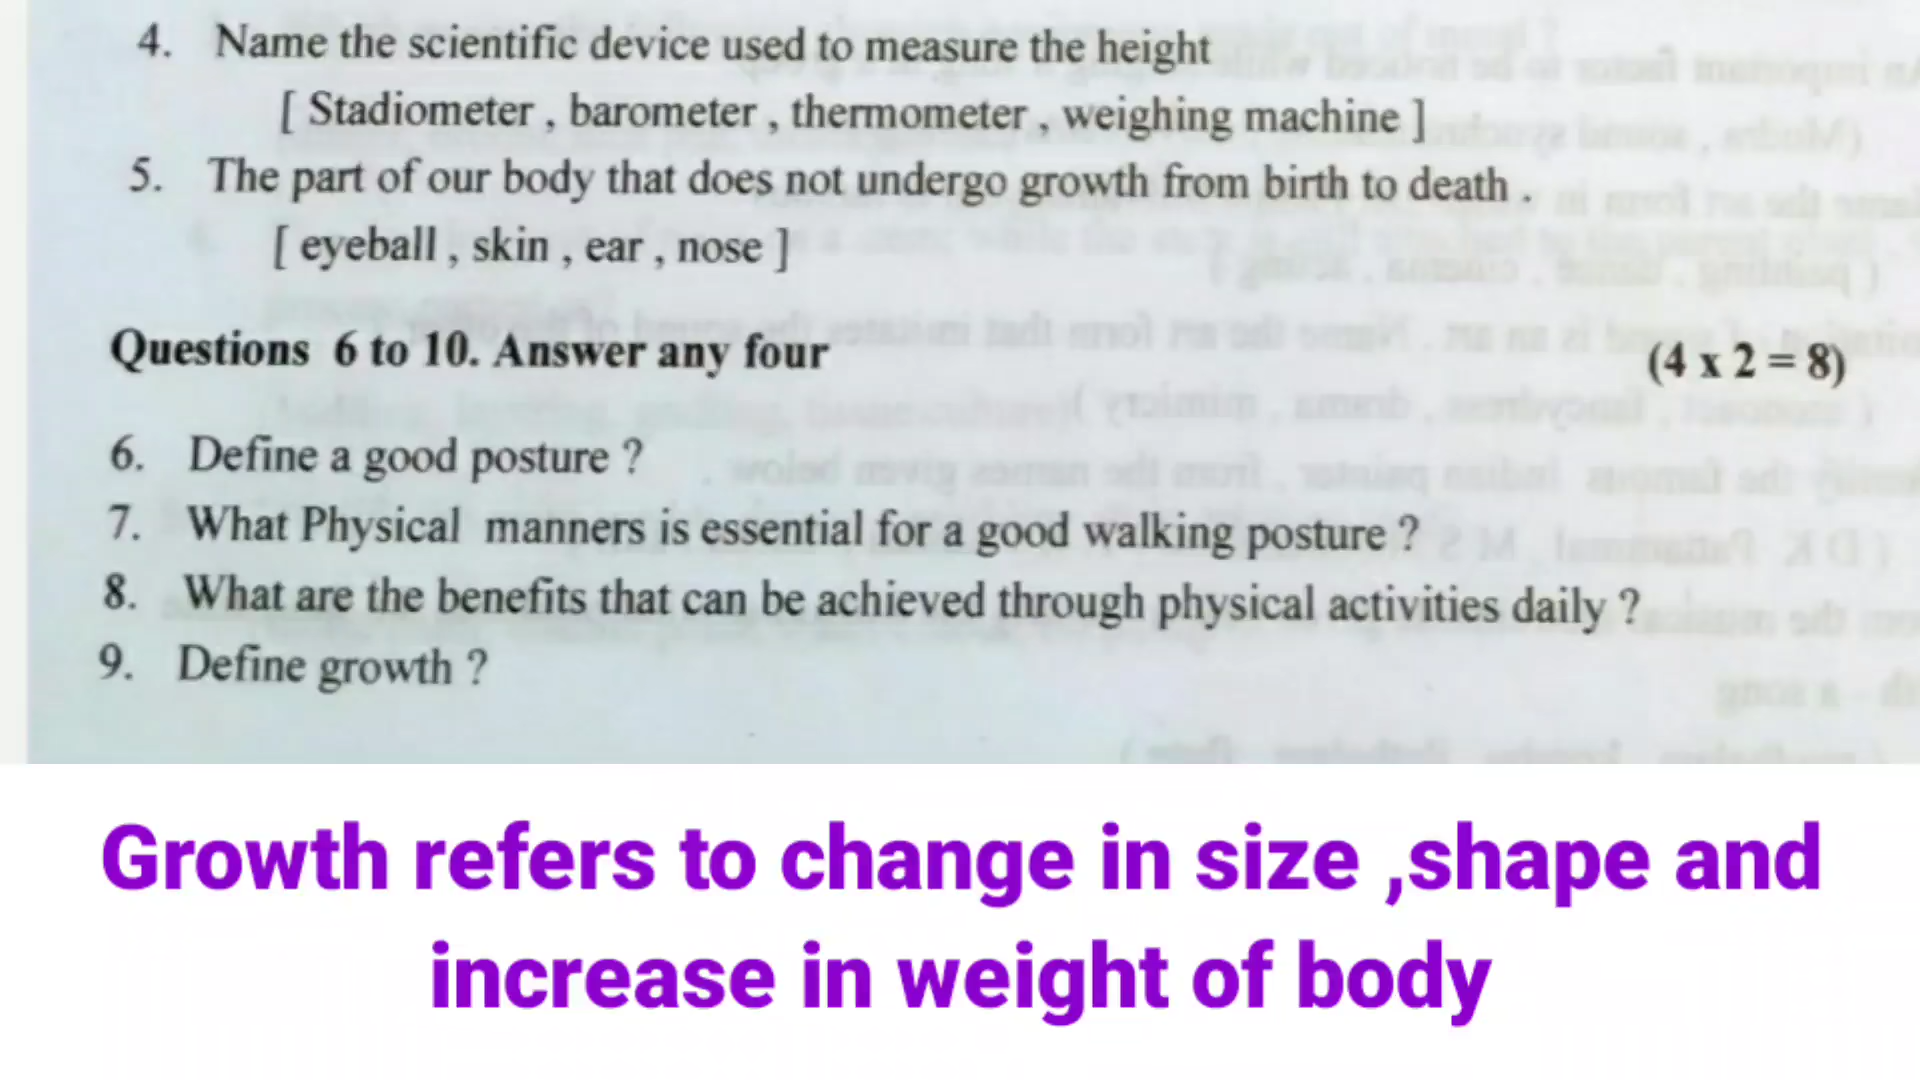 4. Name the scientific device used to measure the height
[ Stadiometer , barometer , thermometer , weighing machine ]
5. The part of our body that does not undergo growth from birth to death .
[ eyeball , skin , ear , nose ]
Questions 6 to 10. Answer any four (4 x 2 = 8)
6. Define a good posture ?
7. What Physical manners is essential for a good walking posture ?
8. What are the benefits that can be achieved through physical activities daily ?
9. Define growth ?
Growth refers to change in size ,shape and
increase in weight of body